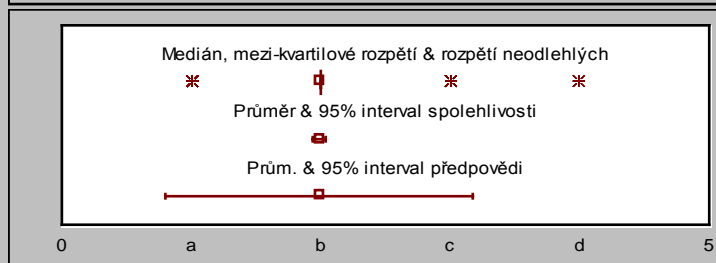 Medián, mezi-kvartilové rozpětí & rozpětí neodlehlých
Průměr & 95% interval spolehlivosti
Prům. & 95% interval předpovědi
0 a b c d 5